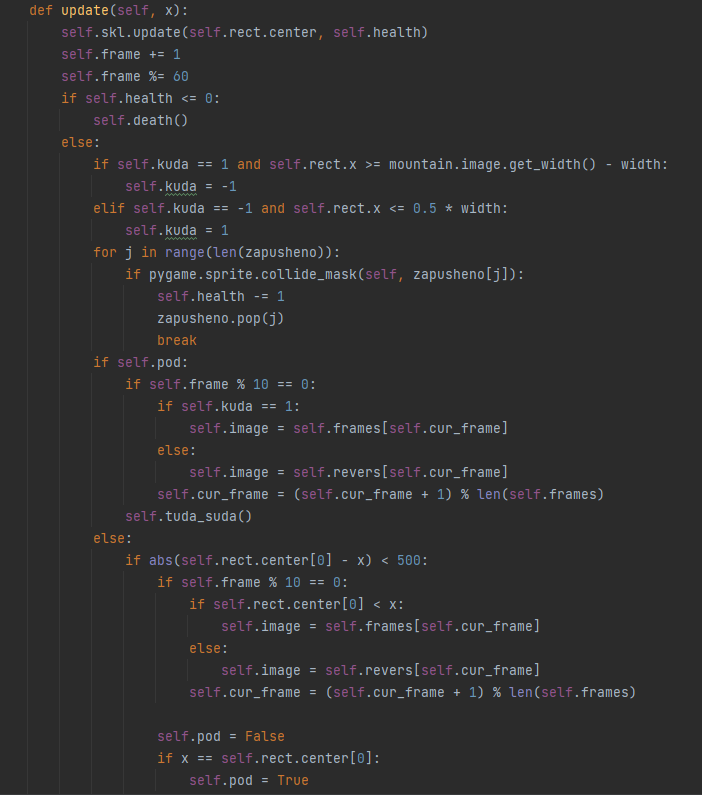 def update(self, x):
    self.skl.update(self.rect.center, self.health)
    self.frame += 1
    self.frame %= 60
    if self.health <= 0:
        self.death()
    else:
        if self.kuda == 1 and self.rect.x >= mountain.image.get_width() - width:
            self.kuda = -1
        elif self.kuda == -1 and self.rect.x <= 0.5 * width:
            self.kuda = 1
        for j in range(len(zapusheno)):
            if pygame.sprite.collide_mask(self, zapusheno[j]):
                self.health -= 1
                zapusheno.pop(j)
                break
        if self.pod:
            if self.frame % 10 == 0:
                if self.kuda == 1:
                    self.image = self.frames[self.cur_frame]
                else:
                    self.image = self.revers[self.cur_frame]
                self.cur_frame = (self.cur_frame + 1) % len(self.frames)
            self.tuda_suda()
        else:
            if abs(self.rect.center[0] - x) < 500:
                if self.frame % 10 == 0:
                    if self.rect.center[0] < x:
                        self.image = self.frames[self.cur_frame]
                    else:
                        self.image = self.revers[self.cur_frame]
                    self.cur_frame = (self.cur_frame + 1) % len(self.frames)

                self.pod = False
                if x == self.rect.center[0]:
                    self.pod = True